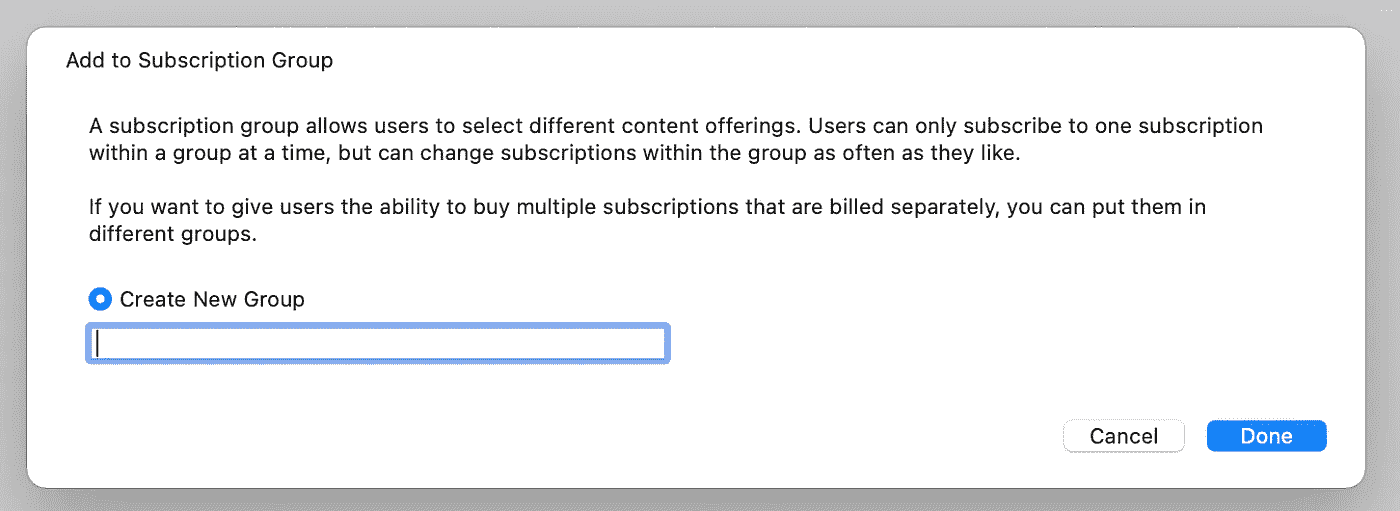 Add to Subscription Group
A subscription group allows users to select different content offerings. Users can only subscribe to one subscription
within a group at a time, but can change subscriptions within the group as often as they like.
If you want to give users the ability to buy multiple subscriptions that are billed separately, you can put them in
different groups.
Create New Group
Cancel
Done